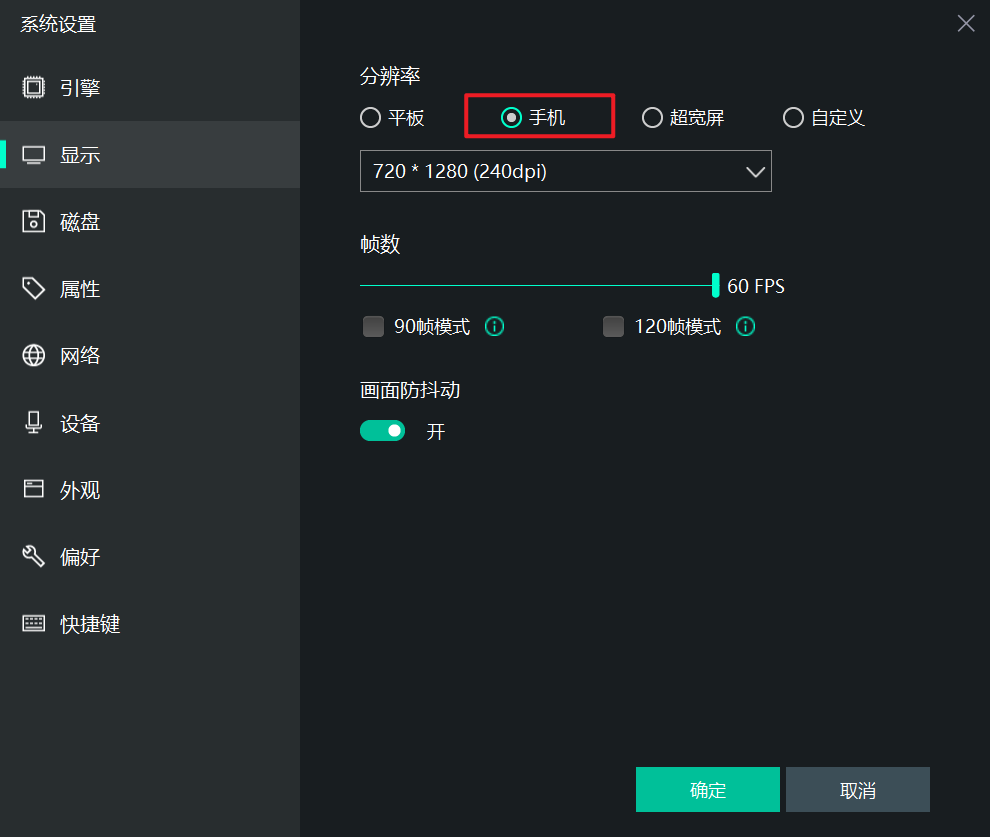 系统设置
引擎
显示
磁盘
属性
网络
设备
外观
偏好
快捷键
分辨率
平板 手机 超宽屏 自定义
720 * 1280 (240dpi)
帧数
60 FPS
90帧模式 120帧模式
画面防抖动
开
确定 取消